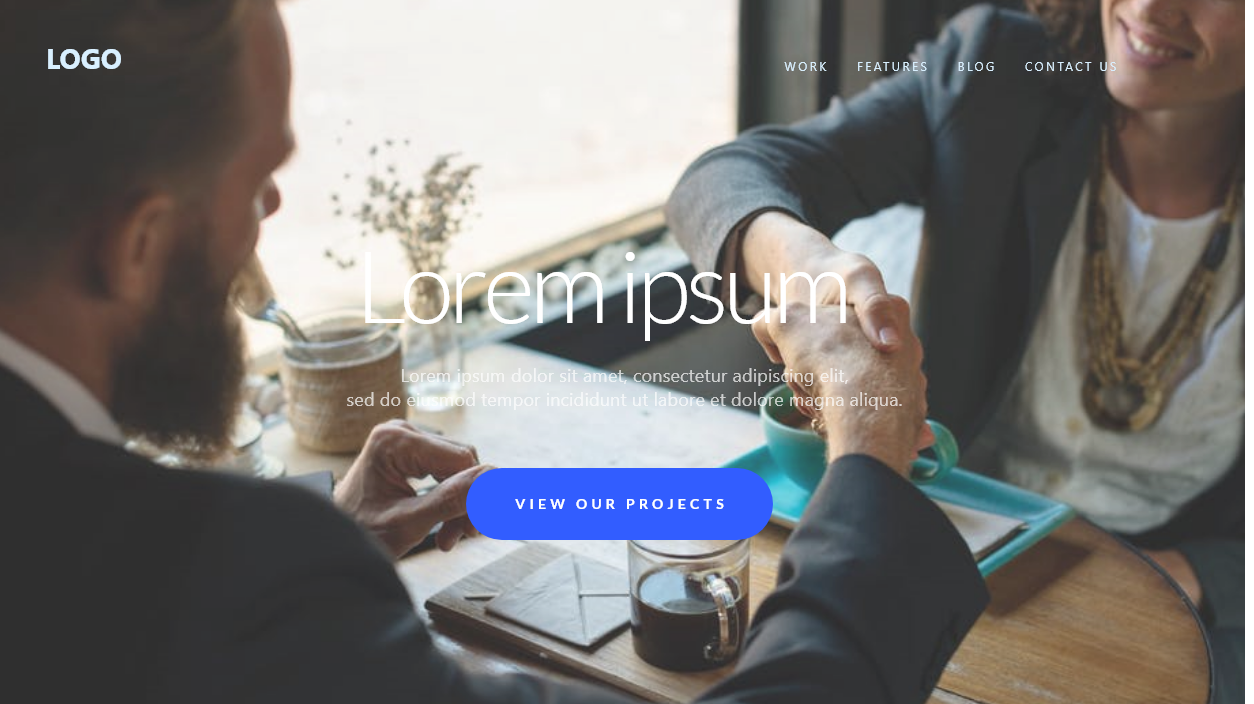 LOGO
WORK FEATURES BLOG CONTACT US
Lorem ipsum
Lorem ipsum dolor sit amet, consectetur adipiscing elit,
sed do eiusmod tempor incididunt ut labore et dolore magna aliqua.
VIEW OUR PROJECTS